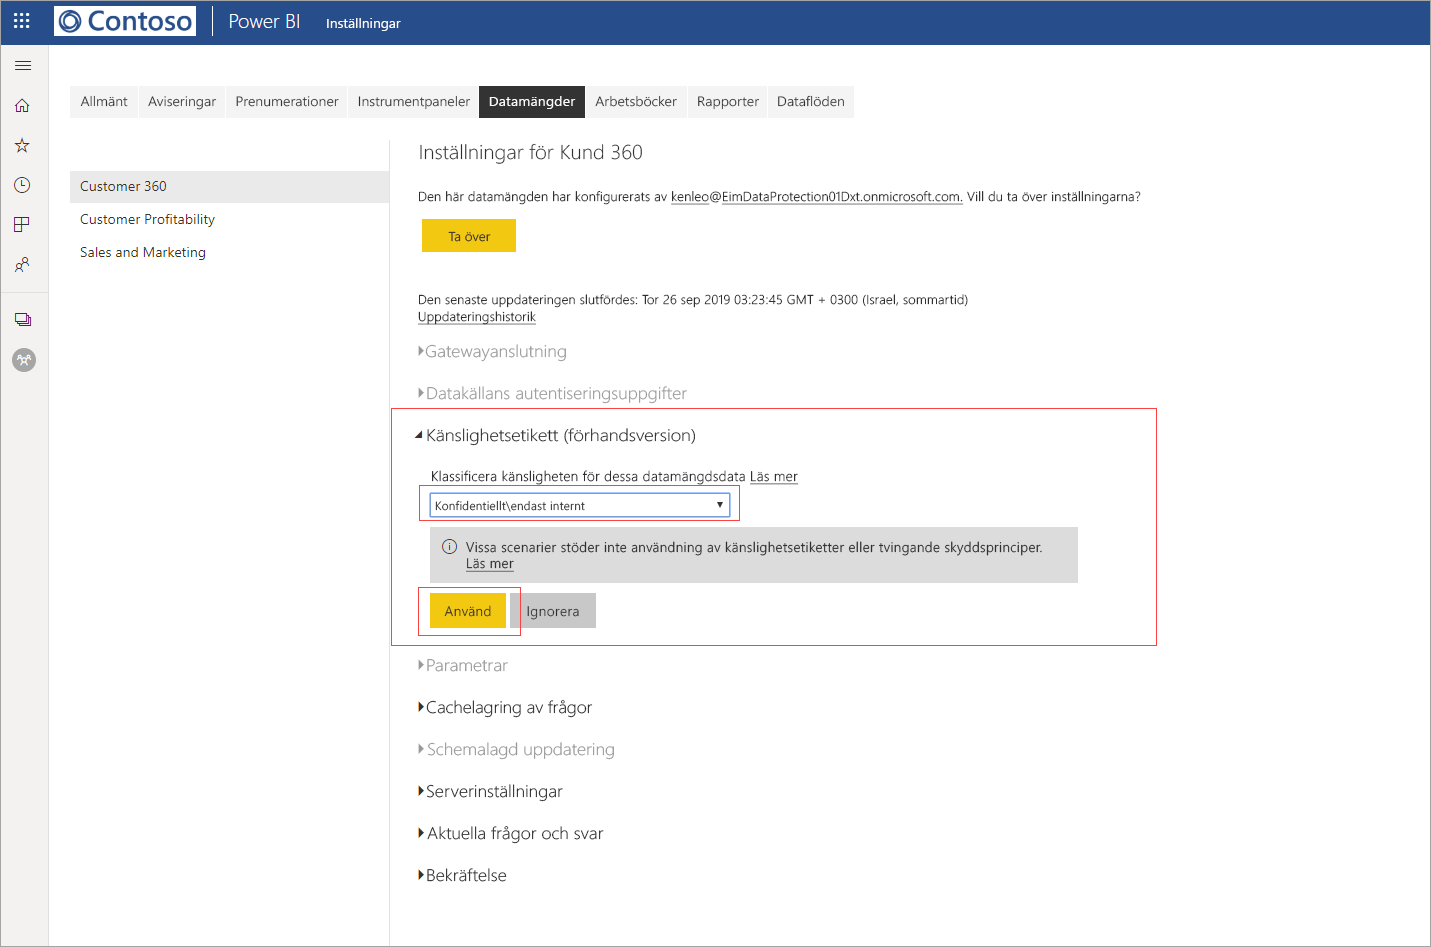 Contoso
Power BI
Inställningar
Allmänt Aviseringar Prenumerationer Instrumentpaneler Datamängder Arbetsböcker Rapporter Dataflöden
Customer 360
Customer Profitability
Sales and Marketing
Inställningar för Kund 360
Den här datamängden har konfigurerats av kenleo@EimDataProtection01Dxt.onmicrosoft.com. Vill du ta över inställningarna?
Ta över
Den senaste uppdateringen slutfördes: Tor 26 sep 2019 03:23:45 GMT + 0300 (Israel, sommartid)
Uppdateringshistorik
Gatewayanslutning
Datakällans autentiseringsuppgifter
Känslighetsetikett (förhandsversion)
Klassificera känsligheten för dessa datamängdsdata Läs mer
Konfidentiellt\endast internt
Vissa scenarier stöder inte användning av känslighetsetiketter eller tvingande skyddsprinciper.
Läs mer
Använd Ignorera
Parametrar
Cachelagring av frågor
Schemalagd uppdatering
Serverinställningar
Aktuella frågor och svar
Bekräftelse